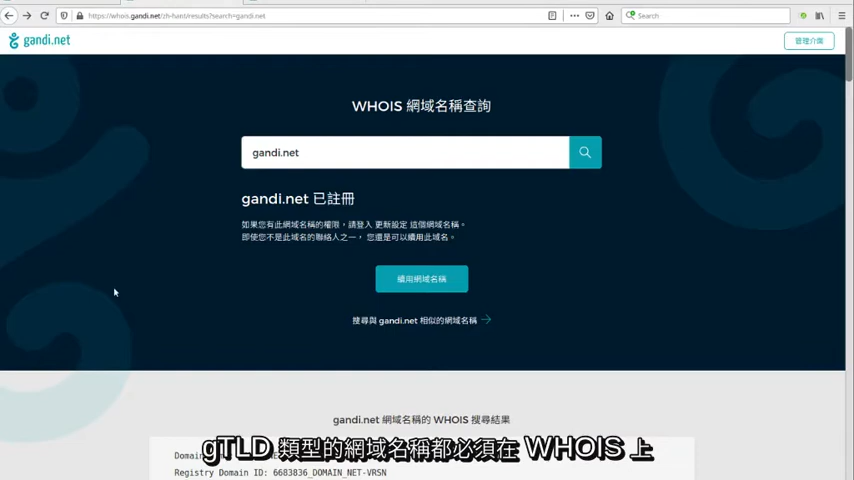 https://whois.gandi.net/zh-hant/results?search=gandi.net
Search
gandi.net
管理介面
WHOIS 網域名稱查詢
gandi.net
gandi.net 已註冊
如果您有此網域名稱的權限，請登入 更新設定 這個網域名稱。
即使您不是此域名的聯絡人之一， 您還是可以續用此域名。
續用網域名稱
搜尋與 gandi.net 相似的網域名稱
gandi.net 網域名稱的 WHOIS 搜尋結果
gTLD 類型的網域名稱都必須在 WHOIS 上
Domain
Registry Domain ID: 6683836_DOMAIN_NET-VRSN